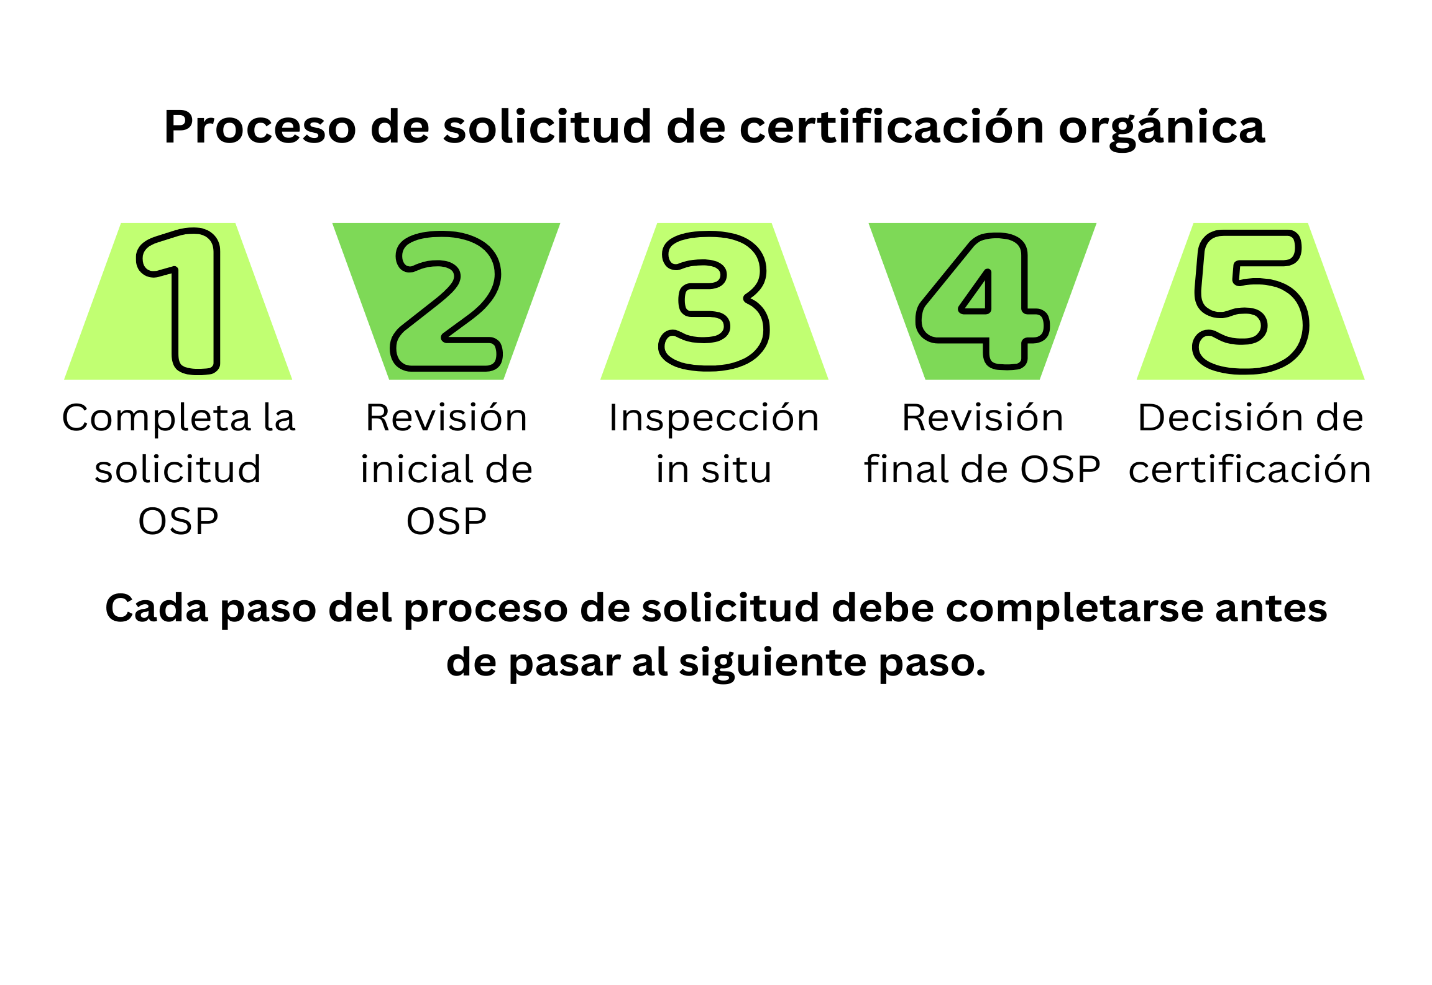 Proceso de solicitud de certificación orgánica
1
Completa la
solicitud
OSP
2
Revisión
inicial de
OSP
3
Inspección
in situ
4
Revisión
final de OSP
5
Decisión de
certificación
Cada paso del proceso de solicitud debe completarse antes
de pasar al siguiente paso.